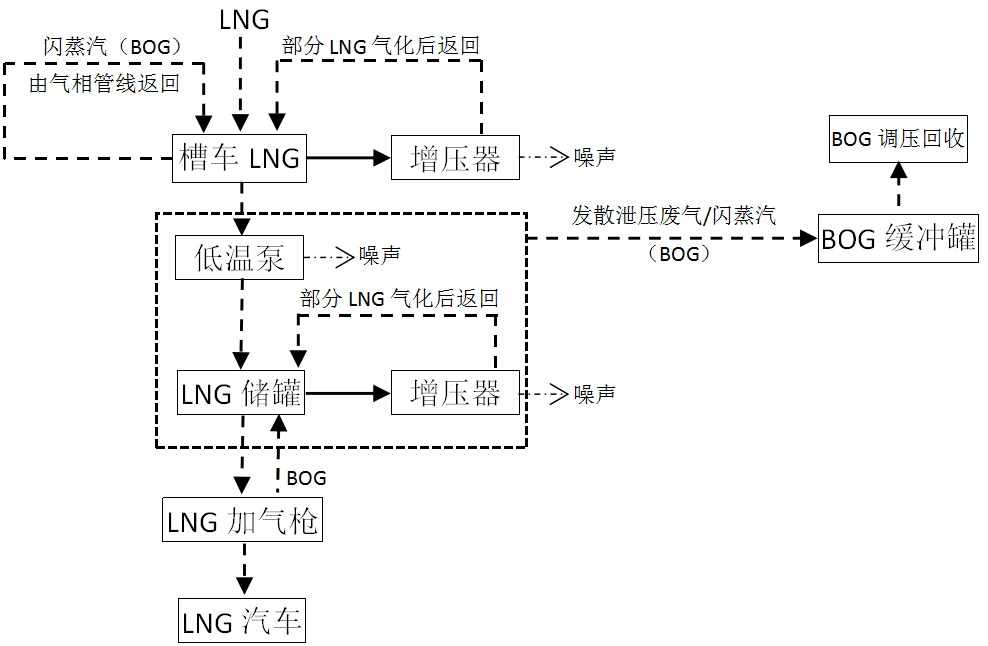 LNG
闪蒸汽（BOG）
部分 LNG 气化后返回
由气相管线返回
槽车 LNG
增压器
噪声
BOG 调压回收
发散泄压废气/闪蒸汽
（BOG）
BOG 缓冲罐
低温泵
噪声
部分 LNG 气化后返回
LNG 储罐
增压器
噪声
BOG
LNG 加气枪
LNG 汽车